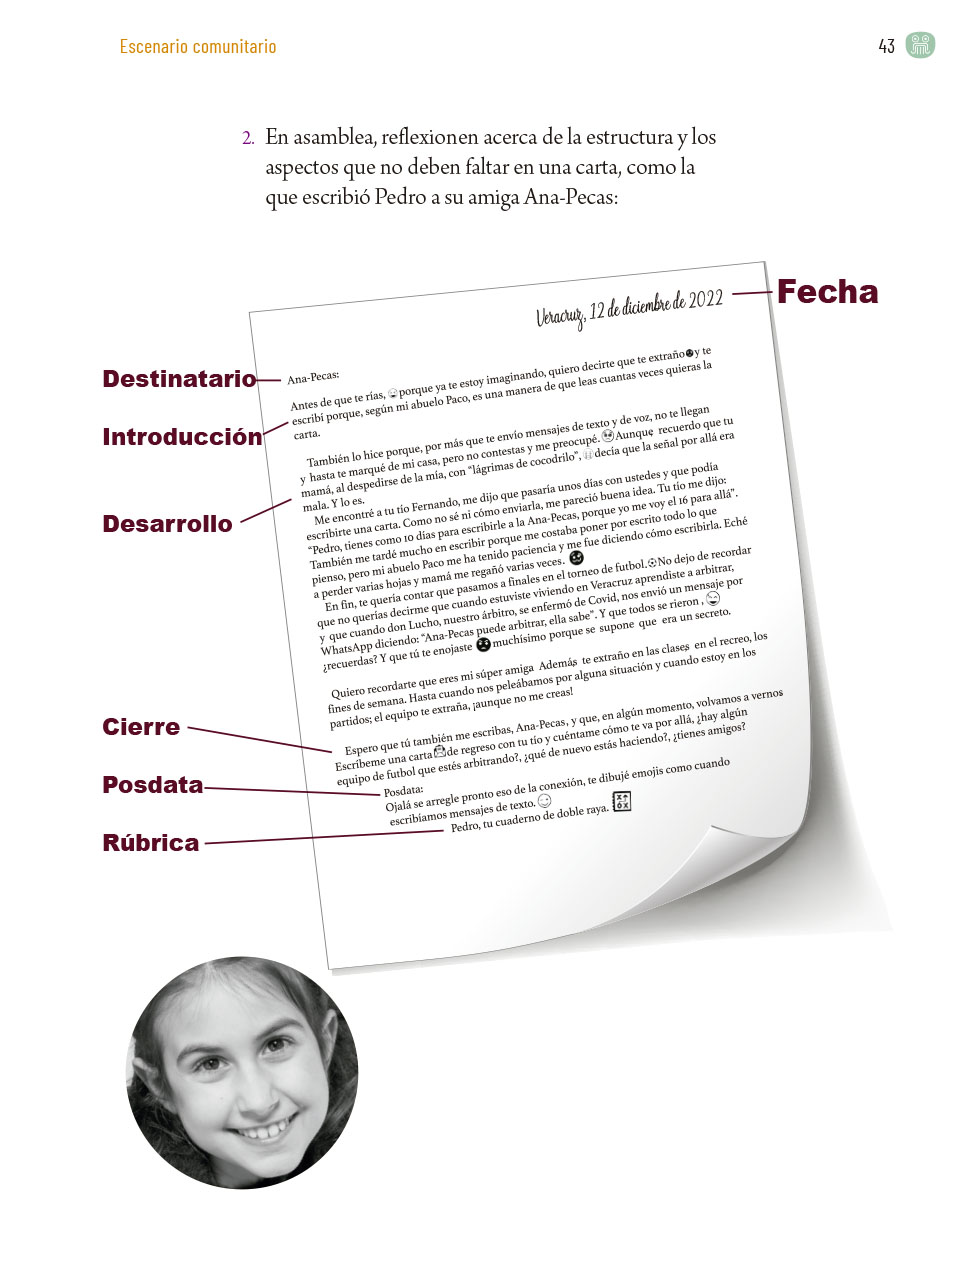 Escenario comunitario
43
2. En asamblea, reflexionen acerca de la estructura y los
aspectos que no deben faltar en una carta, como la
que escribió Pedro a su amiga Ana-Pecas:
Fecha
Veracruz, 12 de diciembre de 2022
Destinatario
Ana-Pecas:
Introducción
Antes de que te rías, porque ya te estoy imaginando, quiero decirte que te extraño y te
escribí porque, según mi abuelo Paco, es una manera de que leas cuantas veces quieras la
carta.
Desarrollo
También lo hice porque, por más que te envío mensajes de texto y de voz, no te llegan
y hasta te marqué de mi casa, pero no contestas y me preocupé. Aunque recuerdo que tu
mamá, al despedirse de la mía, con "lágrimas de cocodrilo", decía que la señal por allá era
mala. Y lo es.
Me encontré a tu tío Fernando, me dijo que pasaría unos días con ustedes y que podía
escribirte una carta. Como no sé ni cómo enviarla, me pareció buena idea. Tu tío me dijo:
"Pedro, tienes como 10 días para escribirle a la Ana-Pecas, porque yo me voy el 16 para allá".
También me tardé mucho en escribir porque me costaba poner por escrito todo lo que
pienso, pero mi abuelo Paco me ha tenido paciencia y me fue diciendo cómo escribirla. Eché
a perder varias hojas y mamá me regañó varias veces.
En fin, te quería contar que pasamos a finales en el torneo de futbol. No dejo de recordar
que no querías decirme que cuando estuviste viviendo en Veracruz aprendiste a arbitrar,
y que cuando don Lucho, nuestro árbitro, se enfermó de Covid, nos envió un mensaje por
WhatsApp diciendo: "Ana-Pecas puede arbitrar, ella sabe". Y que todos se rieron ,
¿recuerdas? Y que tú te enojaste muchísimo porque se supone que era un secreto.
Quiero recordarte que eres mi súper amiga Además te extraño en las clases en el recreo, los
fines de semana. Hasta cuando nos peleábamos por alguna situación y cuando estoy en los
partidos; el equipo te extraña, ¡aunque no me creas!
Cierre
Espero que tú también me escribas, Ana-Pecas, y que, en algún momento, volvamos a vernos
Escríbeme una carta de regreso con tu tío y cuéntame cómo te va por allá, ¿hay algún
equipo de futbol que estés arbitrando?, ¿qué de nuevo estás haciendo?, ¿tienes amigos?
Posdata
Posdata:
Ojalá se arregle pronto eso de la conexión, te dibujé emojis como cuando
escribíamos mensajes de texto.
Rúbrica
Pedro, tu cuaderno de doble raya.